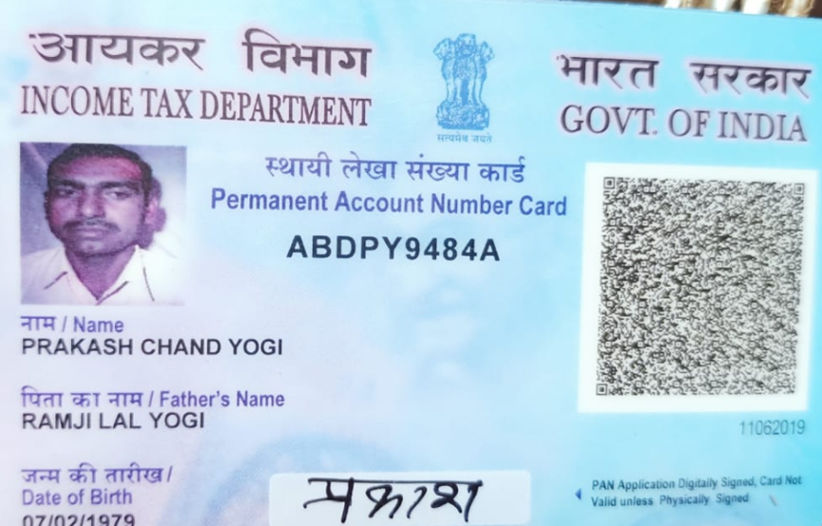 आयकर विभाग
INCOME TAX DEPARTMENT
भारत सरकार
GOVT. OF INDIA
सत्यमेव जयते
स्थायी लेखा संख्या कार्ड
Permanent Account Number Card
ABDPY9484A
नाम / Name
PRAKASH CHAND YOGI
पिता का नाम / Father's Name
RAMJI LAL YOGI
11062019
जन्म की तारीख /
Date of Birth
07/02/1979
प्रकाश
PAN Application Digitally Signed, Card Not
Valid unless Physically Signed